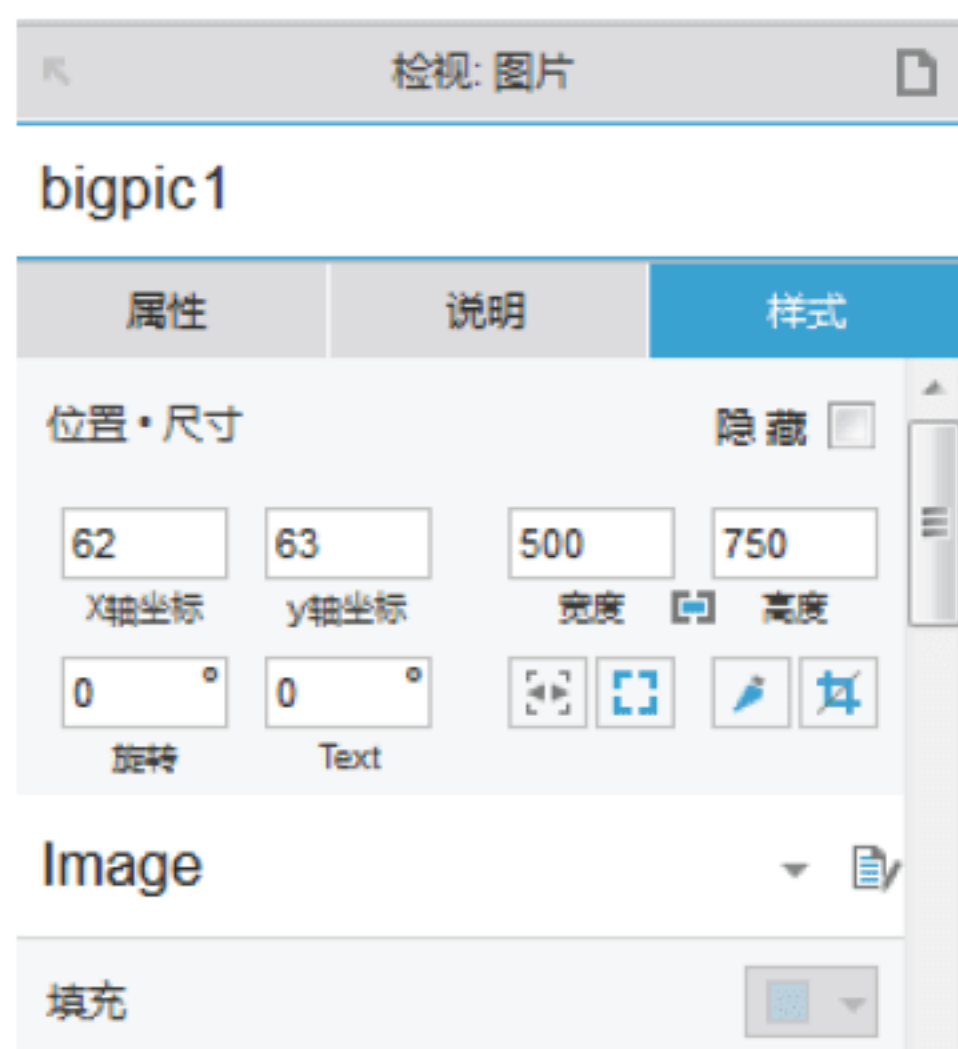 检视: 图片
bigpic1
属性 说明 样式
位置•尺寸 隐藏
62 63 500 750
X轴坐标 y轴坐标 宽度 高度
0 ° 0 °
旋转 Text
Image
填充